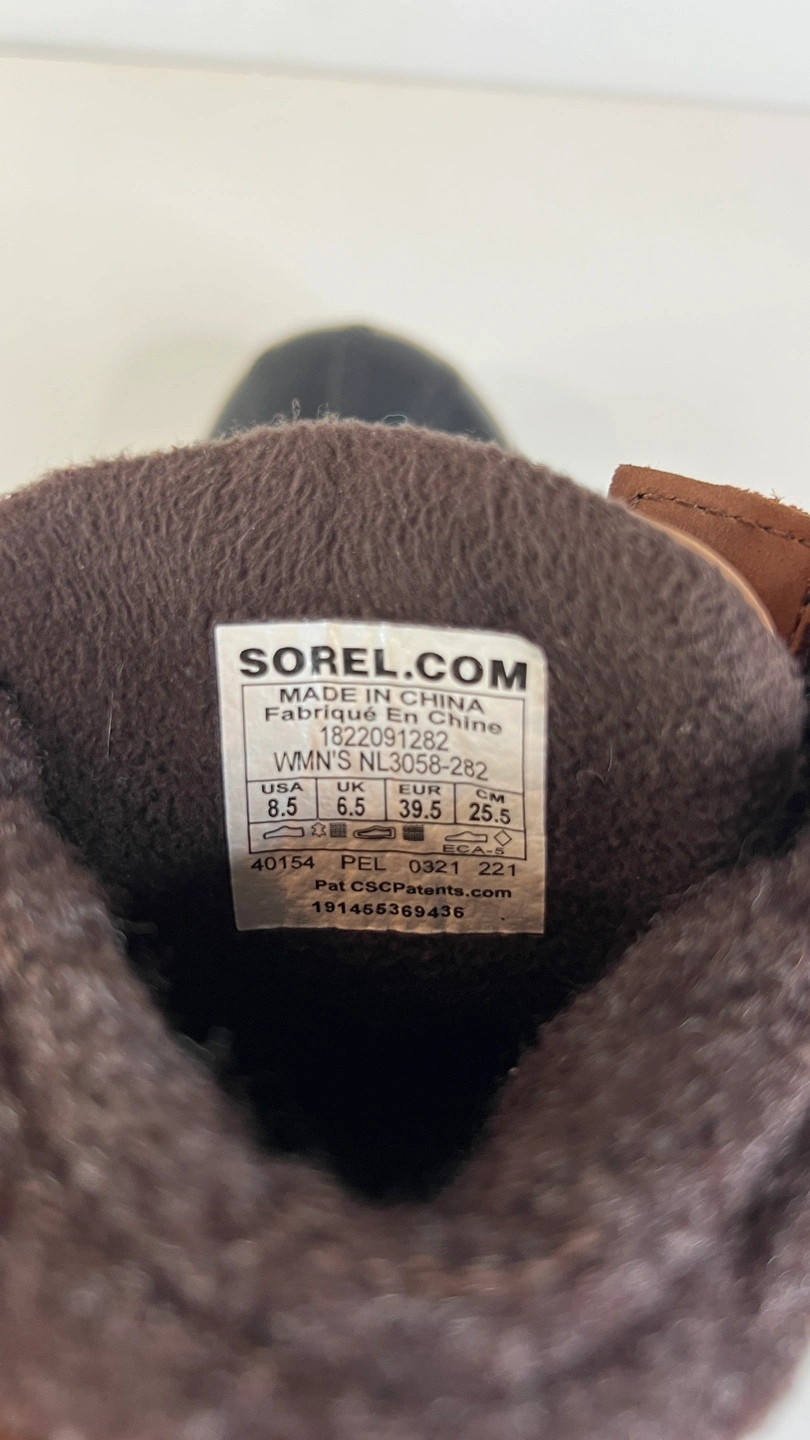 SOREL.COM
MADE IN CHINA
Fabriqué En Chine
1822091282
WMN'S NL3058-282
USA UK EUR CM
8.5 6.5 39.5 25.5
ECA-5
40154 PEL 0321 221
Pat CSCPatents.com
191455369436